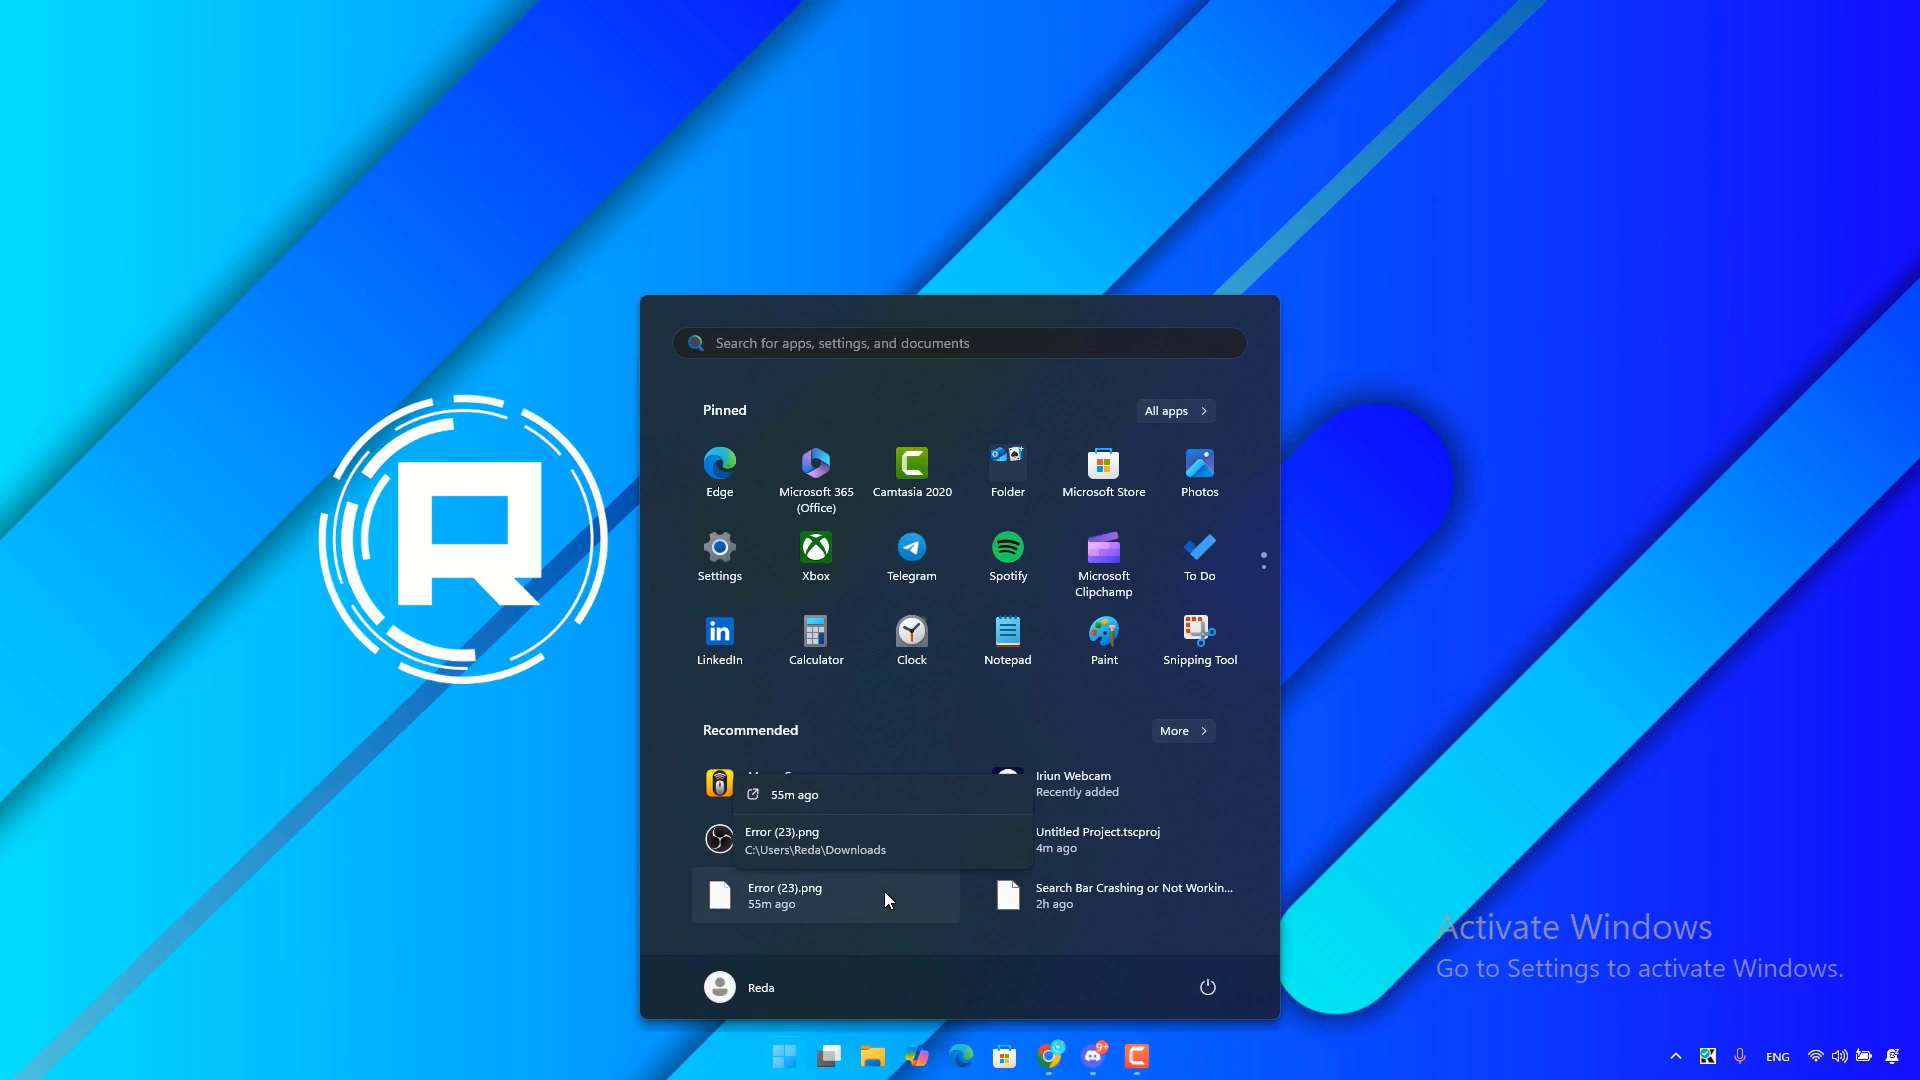 Search for apps, settings, and documents
Pinned
All apps
Edge
Microsoft 365
(Office)
Camtasia 2020
Folder
Microsoft Store
Photos
Settings
Xbox
Telegram
Spotify
Microsoft
Clipchamp
To Do
LinkedIn
Calculator
Clock
Notepad
Paint
Snipping Tool
Recommended
More
55m ago
Error (23).png
C:\Users\Reda\Downloads
Iriun Webcam
Recently added
Untitled Project.tscproj
4m ago
Error (23).png
55m ago
Search Bar Crashing or Not Workin...
2h ago
Activate Windows
Go to Settings to activate Windows.
Reda
9+
ENG